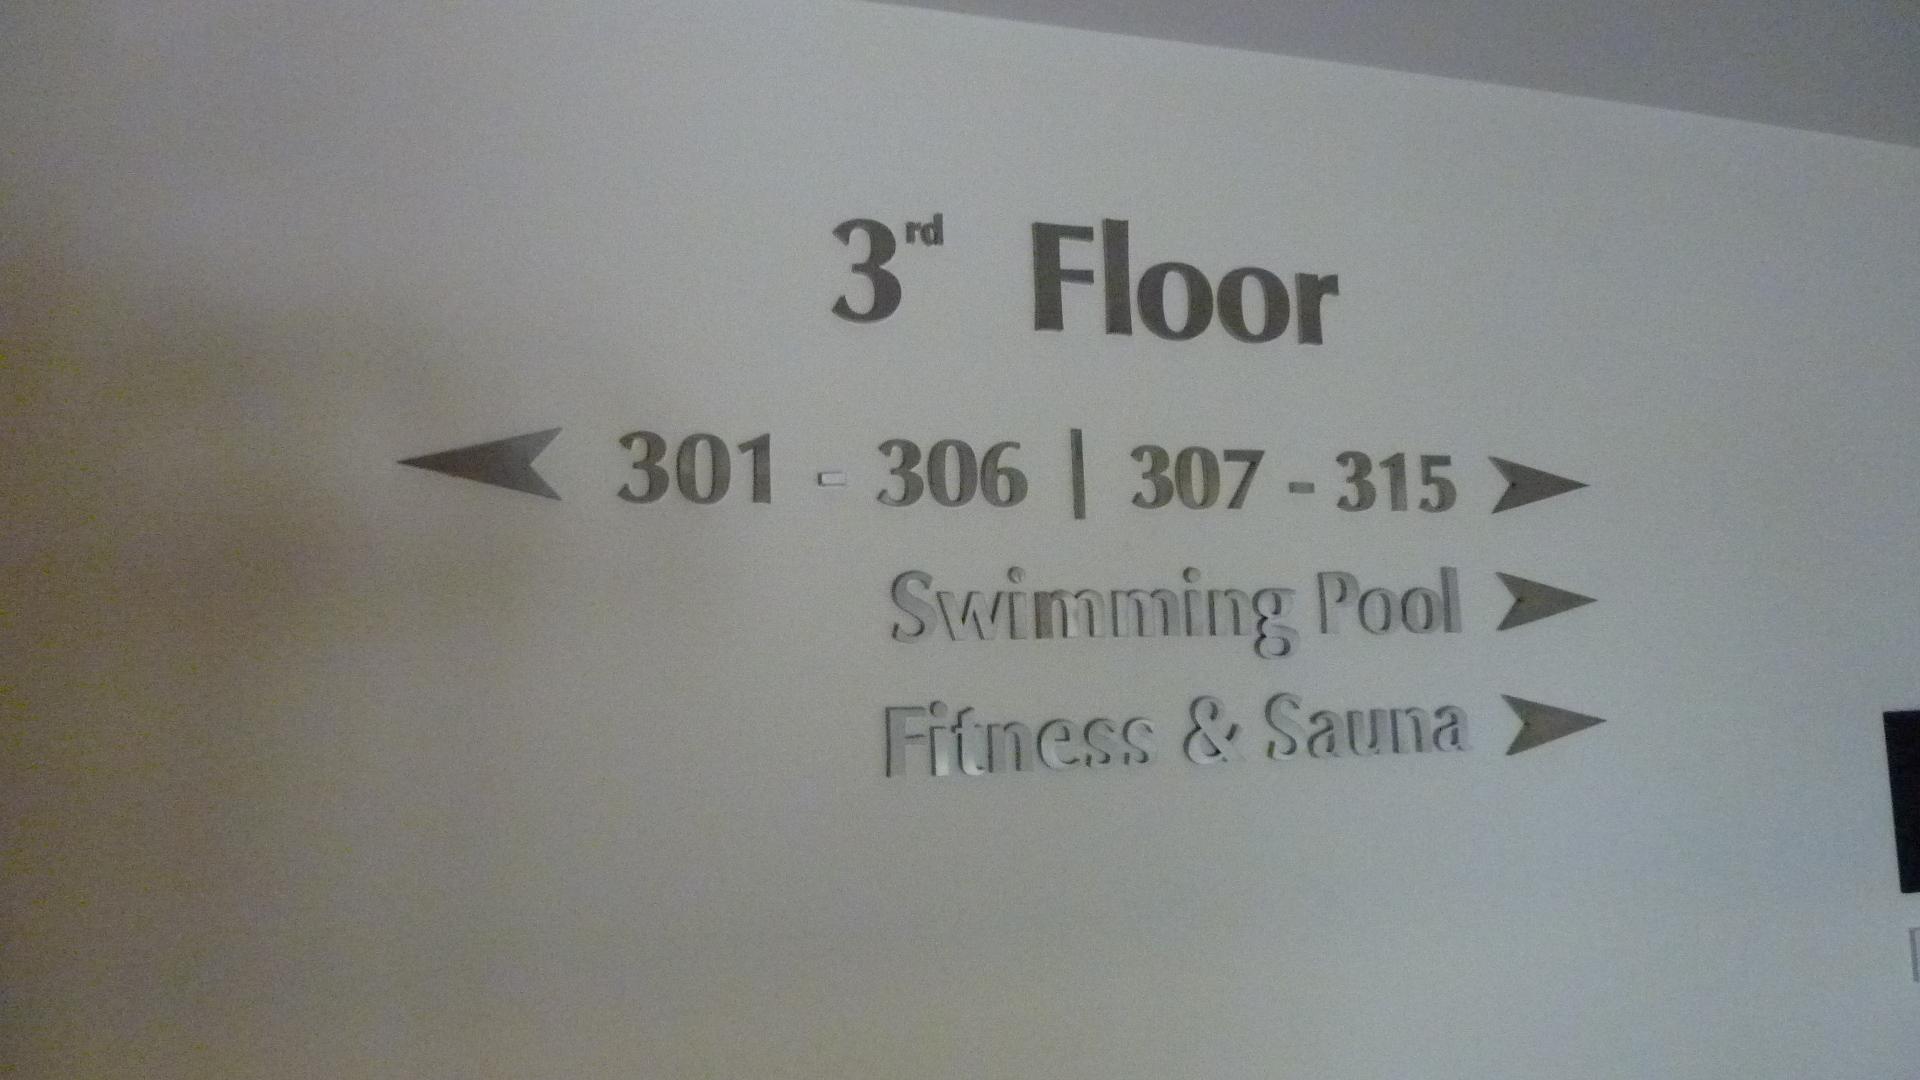 3rd Floor
301 - 306 | 307 - 315
Swimming Pool
Fitness & Sauna